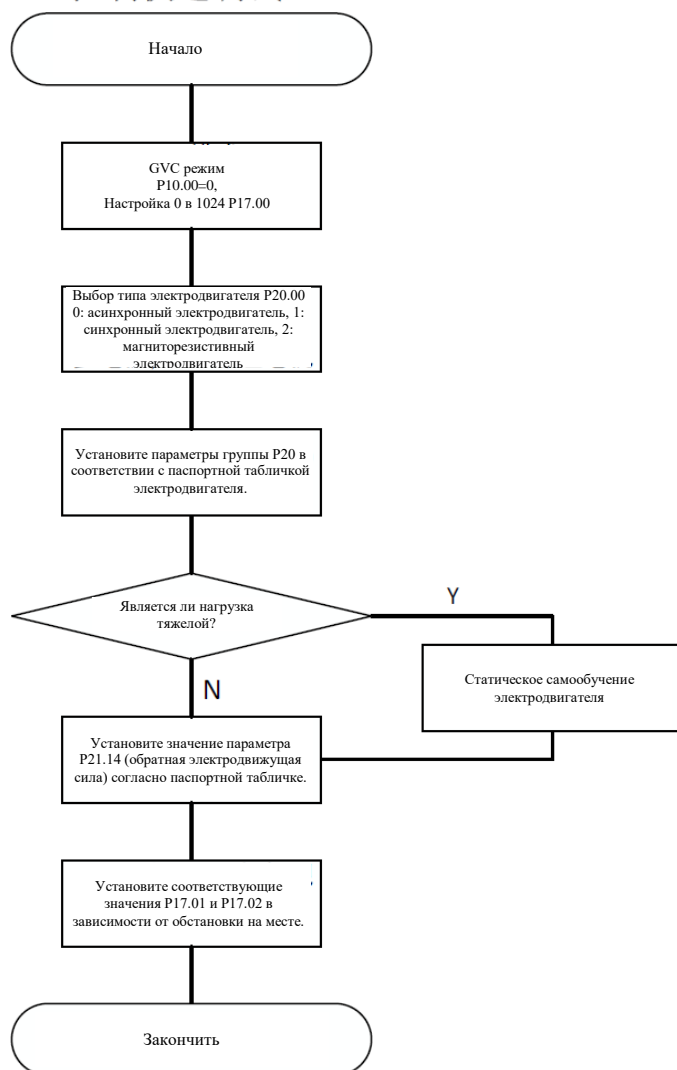 Начало
GVC режим
P10.00=0,
Настройка 0 в 1024 P17.00
Выбор типа электродвигателя P20.00
0: асинхронный электродвигатель, 1:
синхронный электродвигатель, 2:
магниторезистивный
электродвигатель
Установите параметры группы P20 в
соответствии с паспортной табличкой
электродвигателя.
Является ли нагрузка
тяжелой?
Y
Статическое самообучение
электродвигателя
N
Установите значение параметра
P21.14 (обратная электродвижущая
сила) согласно паспортной табличке.
Установите соответствующие
значения P17.01 и P17.02 в
зависимости от обстановки на месте.
Закончить